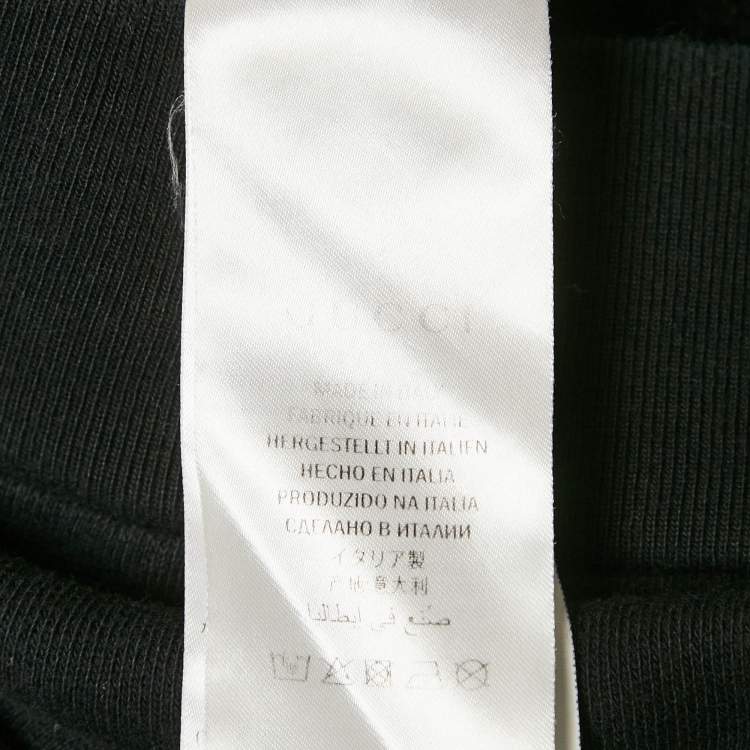 GUCCI
MADE IN ITALY
FABRIQUÉ EN ITALIE
HERGESTELLT IN ITALIEN
HECHO EN ITALIA
PRODUZIDO NA ITALIA
СДЕЛАНО В ИТАЛИИ
イタリア製
产地意大利
صنع في إيطاليا